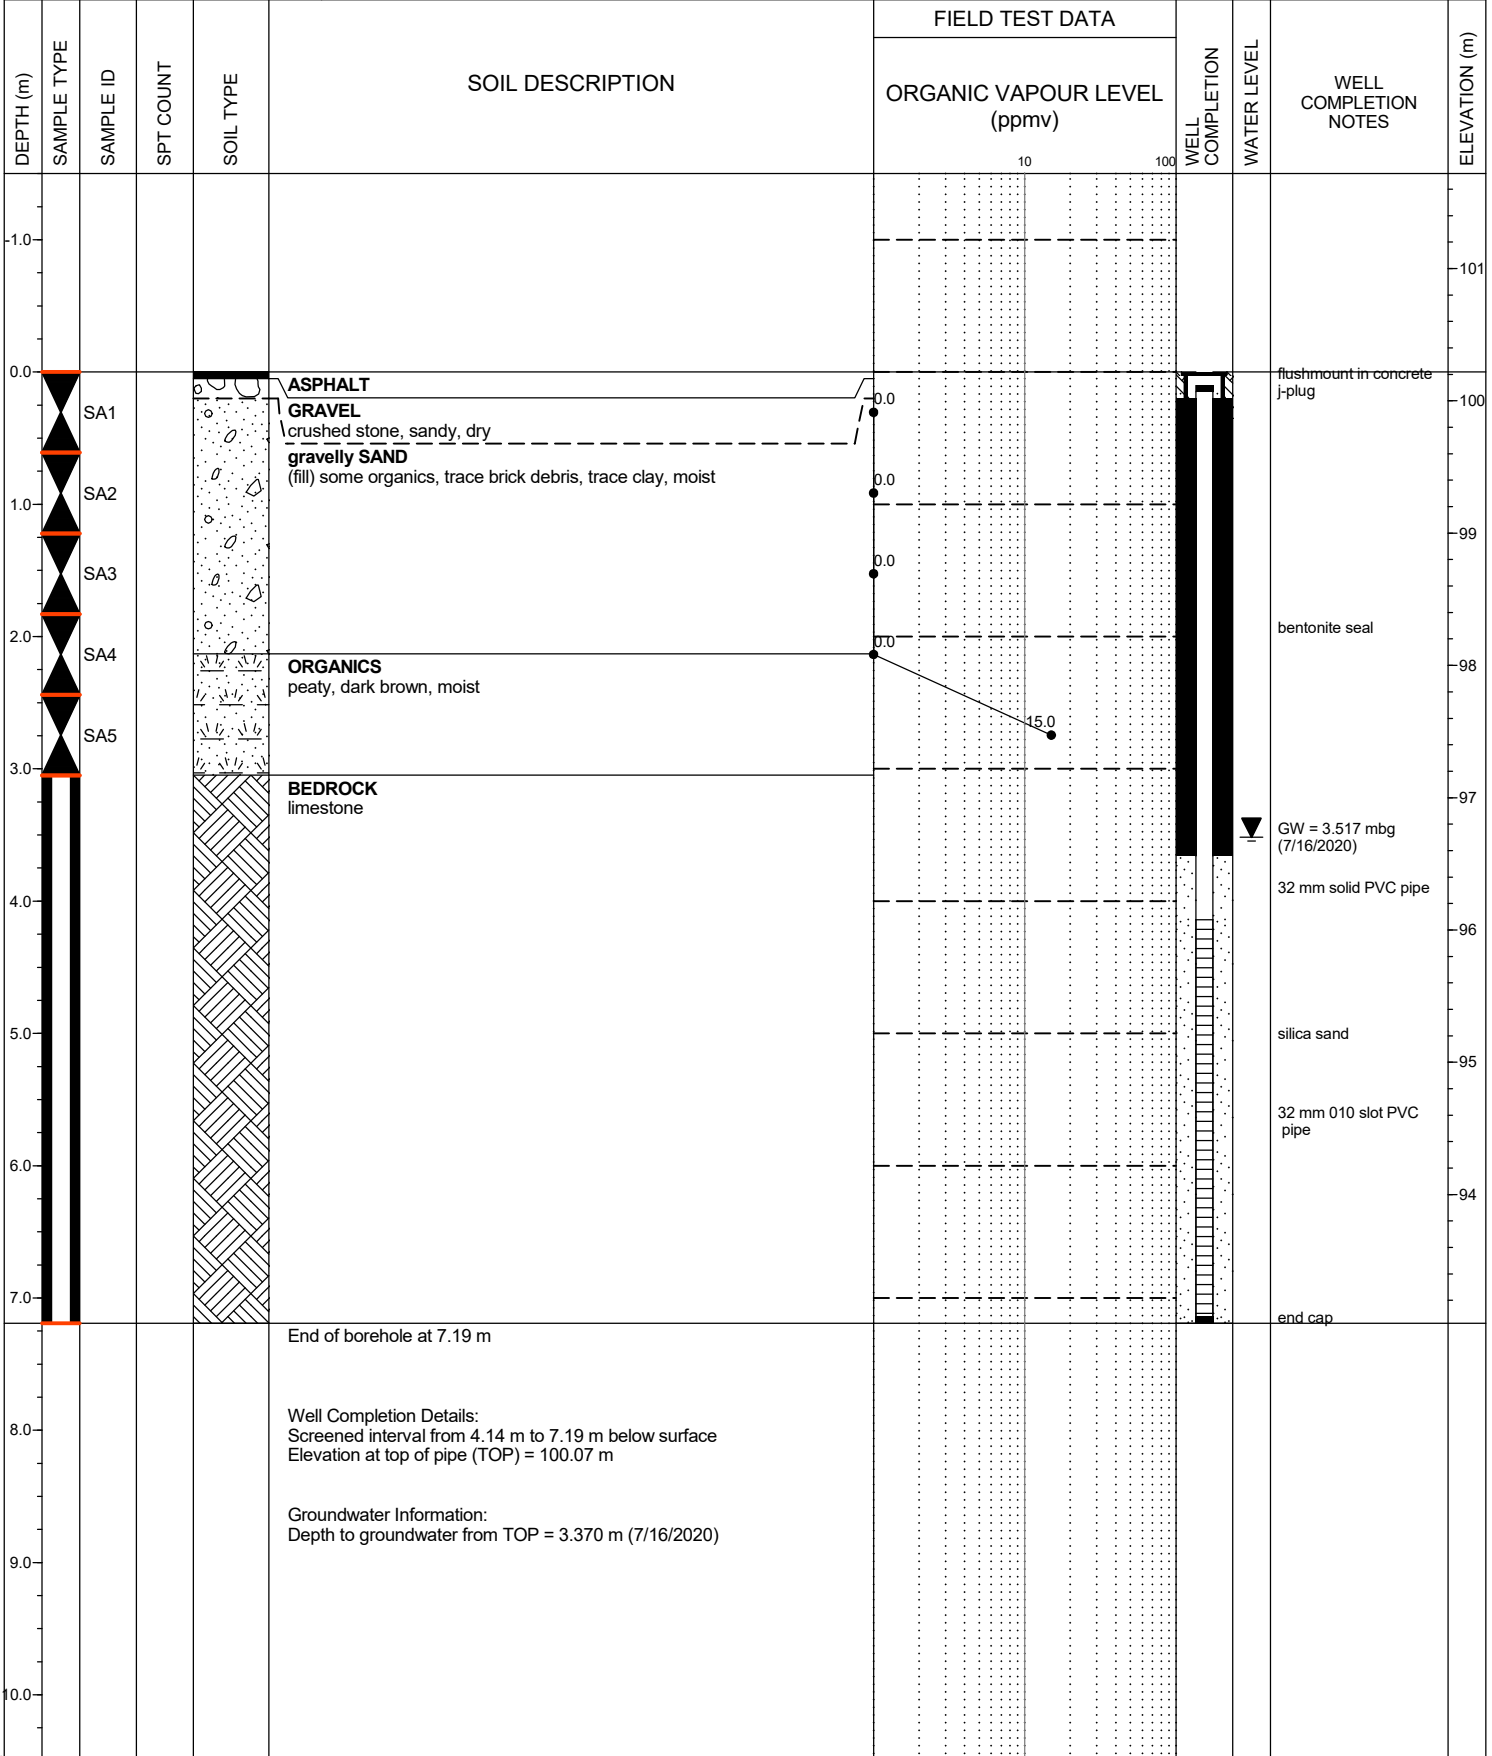 DEPTH (m)
SAMPLE TYPE
SAMPLE ID
SPT COUNT
SOIL TYPE
SOIL DESCRIPTION
FIELD TEST DATA
ORGANIC VAPOUR LEVEL
(ppmv)
10
100
WELL
COMPLETION
WATER LEVEL
WELL
COMPLETION
NOTES
ELEVATION (m)
-1.0
101
0.0
ASPHALT
flushmount in concrete
j-plug
100
SA1
GRAVEL
crushed stone, sandy, dry
0.0
gravelly SAND
(fill) some organics, trace brick debris, trace clay, moist
SA2
0.0
1.0
99
SA3
0.0
2.0
bentonite seal
SA4
0.0
98
ORGANICS
peaty, dark brown, moist
SA5
15.0
3.0
BEDROCK
limestone
97
GW = 3.517 mbg
(7/16/2020)
32 mm solid PVC pipe
4.0
96
5.0
silica sand
95
32 mm 010 slot PVC
pipe
6.0
94
7.0
end cap
End of borehole at 7.19 m
Well Completion Details:
8.0
Screened interval from 4.14 m to 7.19 m below surface
Elevation at top of pipe (TOP) = 100.07 m
Groundwater Information:
Depth to groundwater from TOP = 3.370 m (7/16/2020)
9.0
10.0